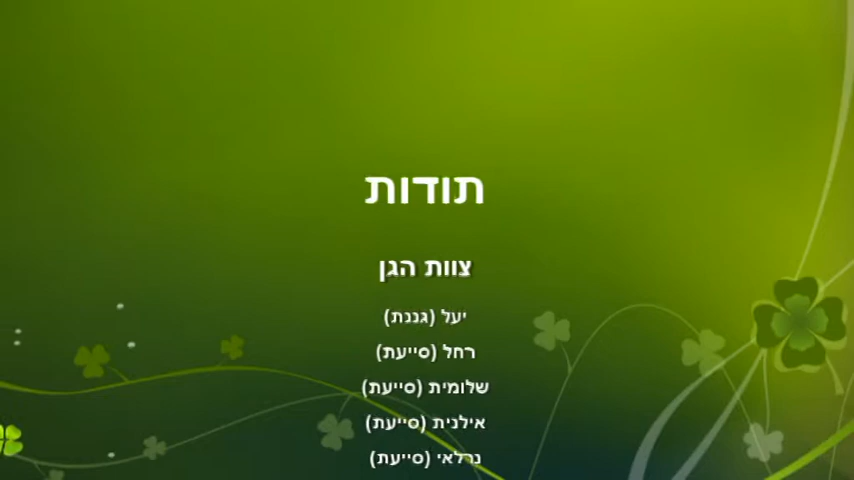 תודות
צוות הגן
יעל (גננת)
רחל (סייעת)
שלומית (סייעת)
אילנית (סייעת)
נרלאי (סייעת)